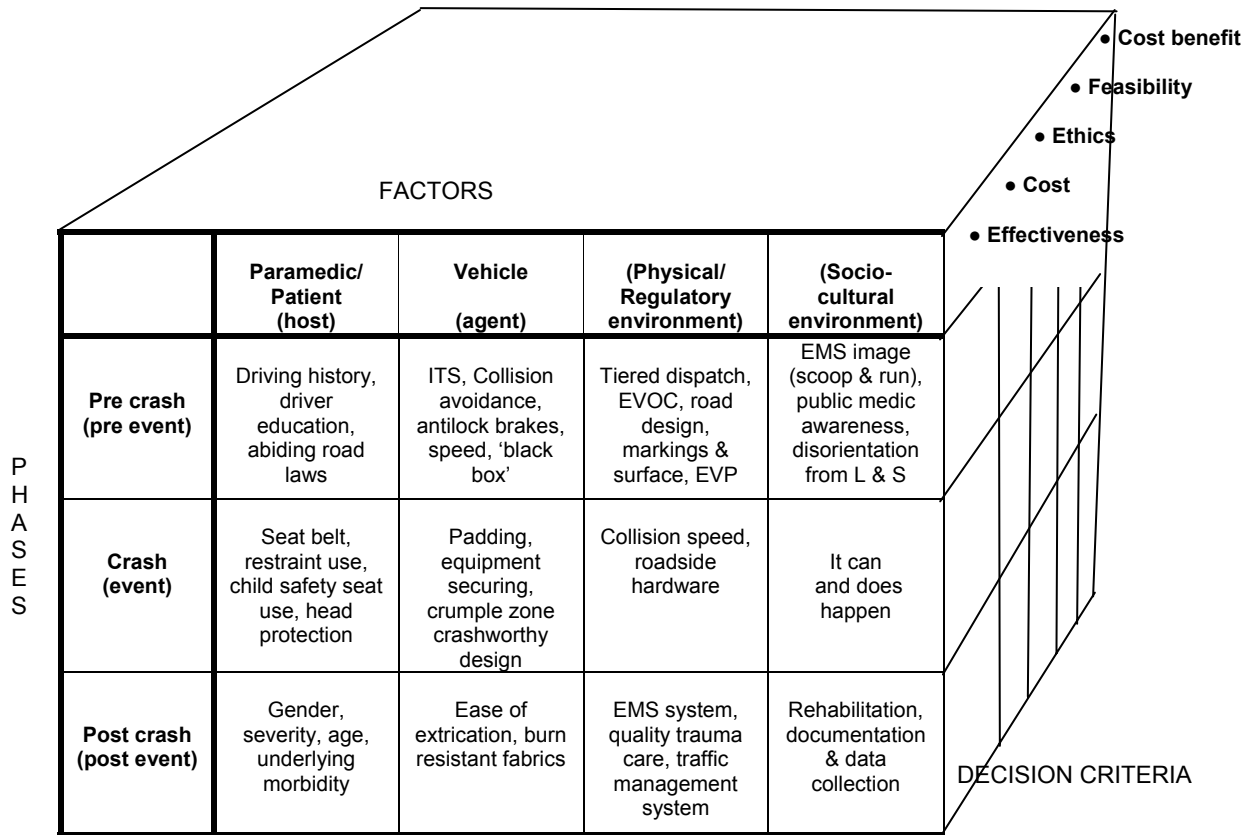 ● Cost benefit
● Feasibility
● Ethics
● Cost
● Effectiveness
FACTORS
Paramedic/
Patient
(host)
Vehicle
(agent)
(Physical/
Regulatory
environment)
(Socio-
cultural
environment)
PHASES
Pre crash
(pre event)
Driving history,
driver
education,
abiding road
laws
ITS, Collision
avoidance,
antilock brakes,
speed, ‘black
box’
Tiered dispatch,
EVOC, road
design,
markings &
surface, EVP
EMS image
(scoop & run),
public medic
awareness,
disorientation
from L & S
Crash
(event)
Seat belt,
restraint use,
child safety seat
use, head
protection
Padding,
equipment
securing,
crumple zone
crashworthy
design
Collision speed,
roadside
hardware
It can
and does
happen
Post crash
(post event)
Gender,
severity, age,
underlying
morbidity
Ease of
extrication, burn
resistant fabrics
EMS system,
quality trauma
care, traffic
management
system
Rehabilitation,
documentation
& data
collection
DECISION CRITERIA